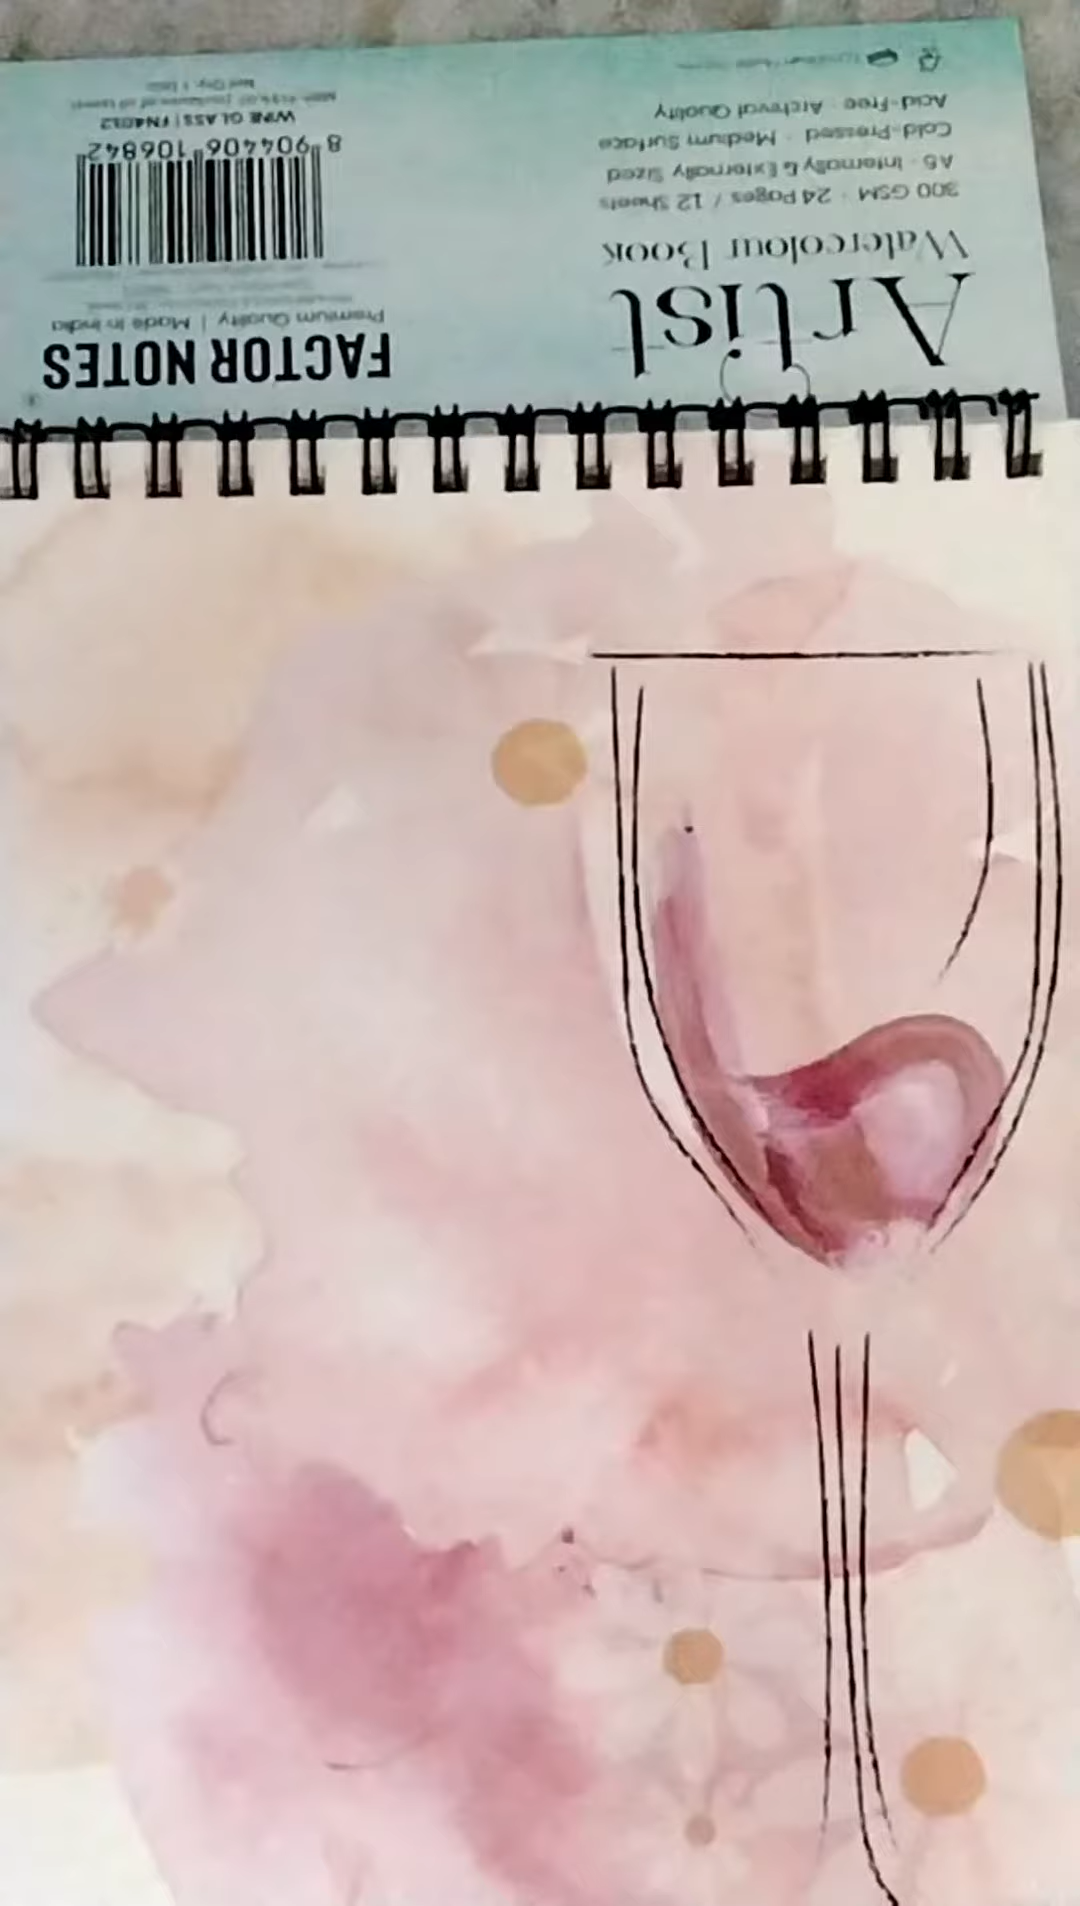 Artist
Watercolour Book
300 GSM · 24 Pages / 12 Sheets
A5 · Internally & Externally Sized
Cold-Pressed · Medium Surface
Acid-Free · Archival Quality
FACTOR NOTES
Premium Quality | Made in India
8 904406 106842
WINE GLASS | FN4032